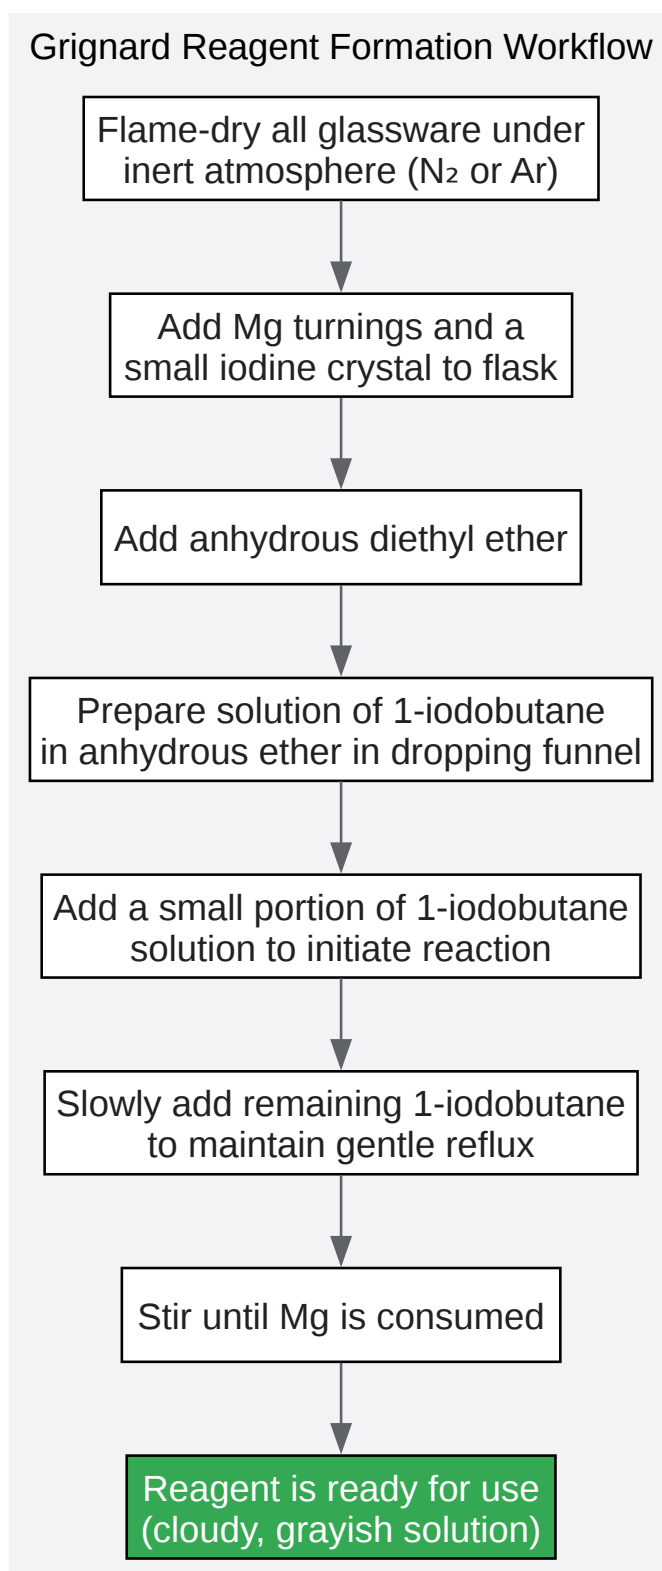 Grignard Reagent Formation Workflow
Flame-dry all glassware under
inert atmosphere (N₂ or Ar)
Add Mg turnings and a
small iodine crystal to flask
Add anhydrous diethyl ether
Prepare solution of 1-iodobutane
in anhydrous ether in dropping funnel
Add a small portion of 1-iodobutane
solution to initiate reaction
Slowly add remaining 1-iodobutane
to maintain gentle reflux
Stir until Mg is consumed
Reagent is ready for use
(cloudy, grayish solution)